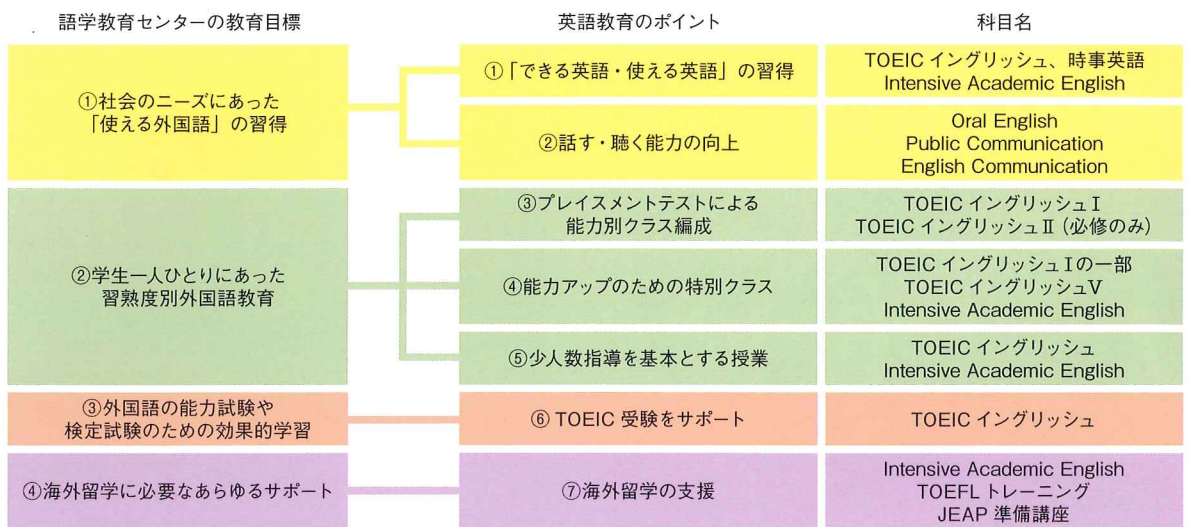 語学教育センターの教育目標
英語教育のポイント
科目名
①社会のニーズにあった
「使える外国語」の習得
①「できる英語・使える英語」の習得
TOEIC イングリッシュ、時事英語
Intensive Academic English
②話す・聴く能力の向上
Oral English
Public Communication
English Communication
②学生一人ひとりにあった
習熟度別外国語教育
③プレイスメントテストによる
能力別クラス編成
TOEIC イングリッシュⅠ
TOEIC イングリッシュⅡ（必修のみ）
④能力アップのための特別クラス
TOEIC イングリッシュⅠの一部
TOEIC イングリッシュⅤ
Intensive Academic English
⑤少人数指導を基本とする授業
TOEIC イングリッシュ
Intensive Academic English
③外国語の能力試験や
検定試験のための効果的学習
⑥ TOEIC 受験をサポート
TOEIC イングリッシュ
④海外留学に必要なあらゆるサポート
⑦海外留学の支援
Intensive Academic English
TOEFL トレーニング
JEAP 準備講座